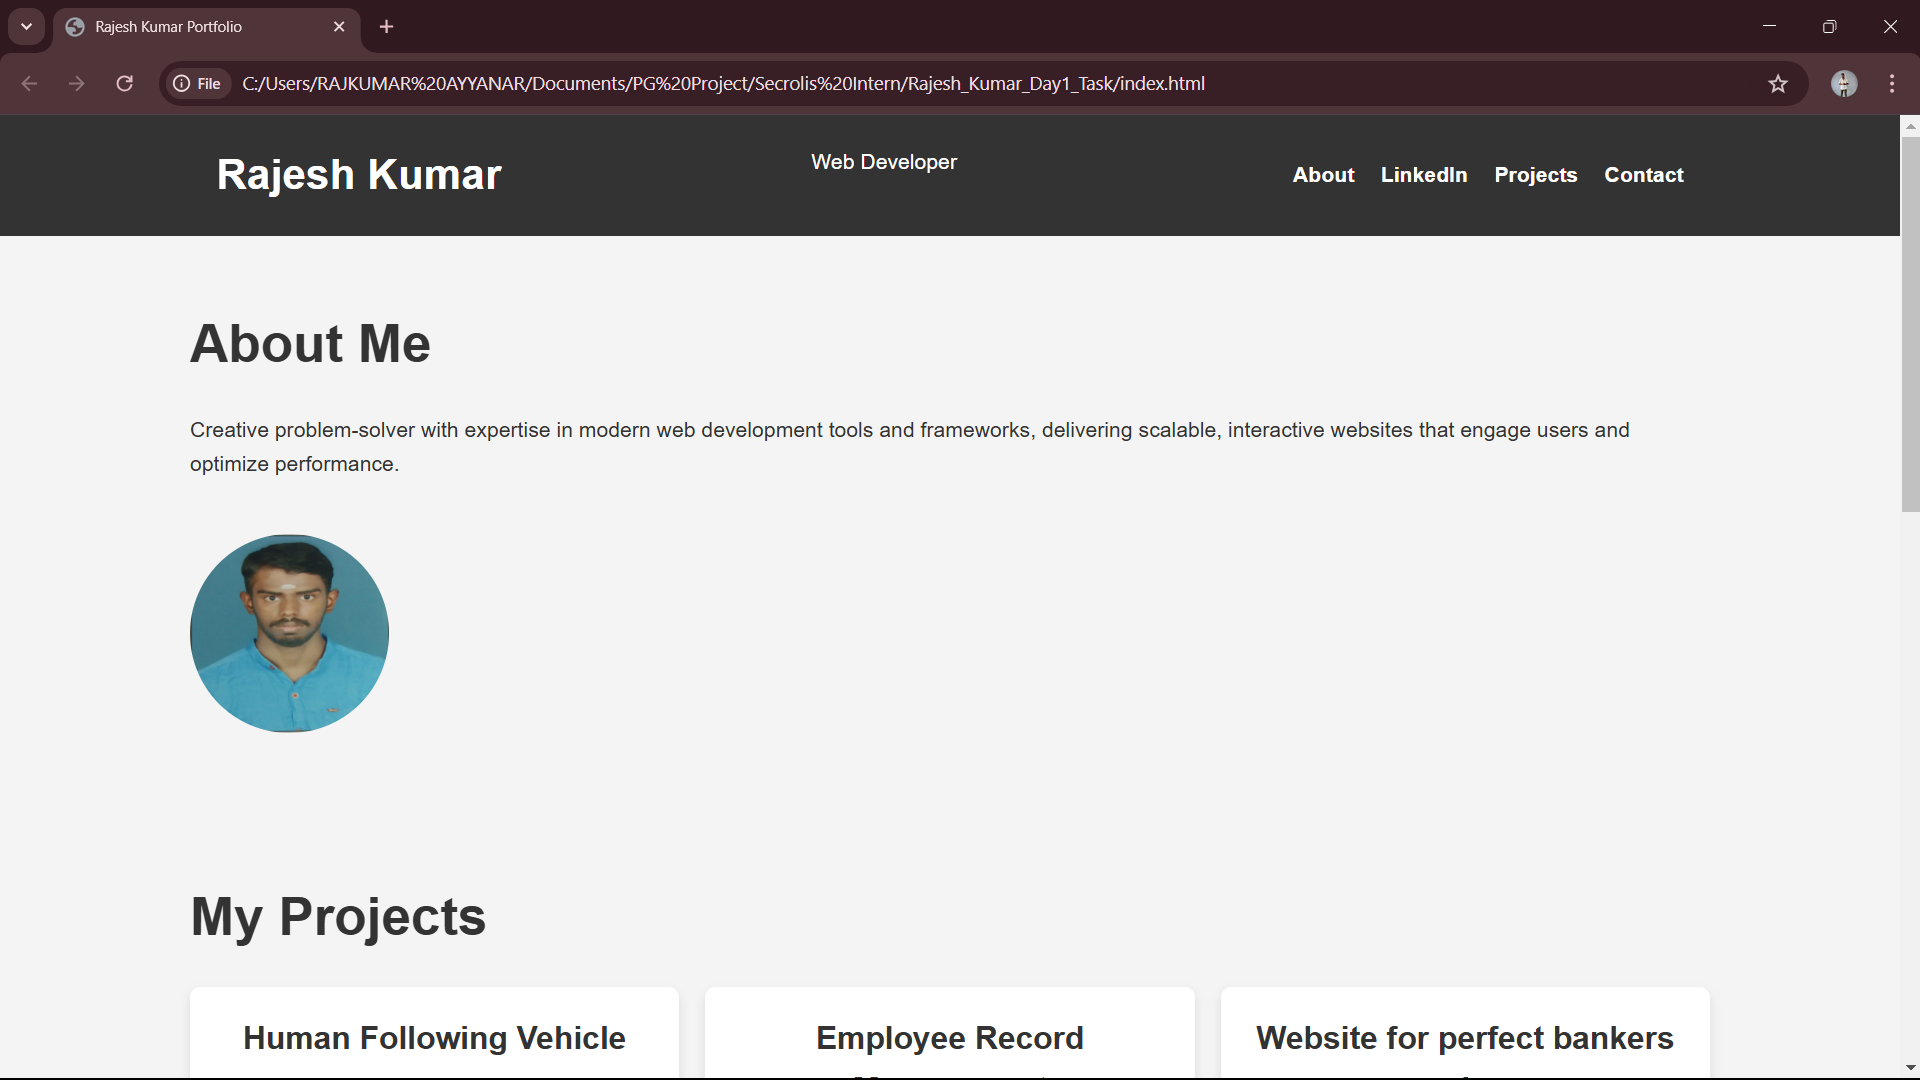 Rajesh Kumar Portfolio
File C:/Users/RAJKUMAR%20AYYANAR/Documents/PG%20Project/Secrolis%20Intern/Rajesh_Kumar_Day1_Task/index.html
Rajesh Kumar Web Developer About LinkedIn Projects Contact
About Me
Creative problem-solver with expertise in modern web development tools and frameworks, delivering scalable, interactive websites that engage users and
optimize performance.
My Projects
Human Following Vehicle
Employee Record
Website for perfect bankers